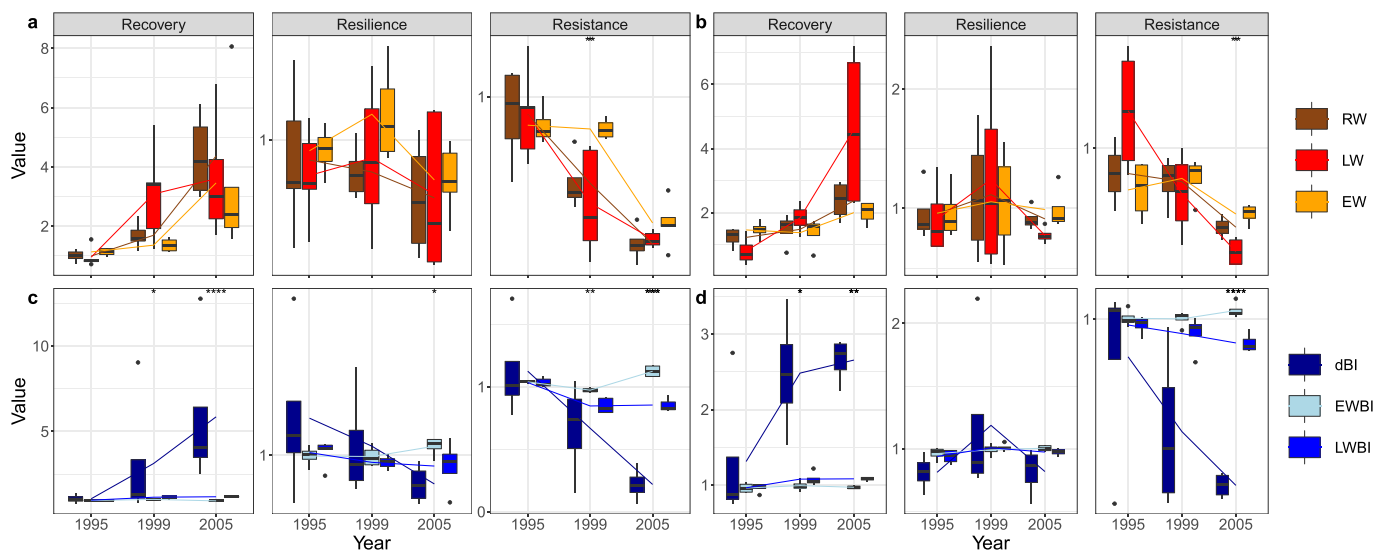 a Recovery Resilience Resistance b Recovery Resilience Resistance
8
6
4
2
Value
1
1
**
6
4
2
2
1
1
**
RW
LW
EW
c * **** * ** **** d * ** ****
10
5
Value
1
1
0
3
2
1
2
1
1
dBI
EWBI
LWBI
1995 1999 2005 1995 1999 2005 1995 1999 2005 1995 1999 2005 1995 1999 2005 1995 1999 2005
Year Year